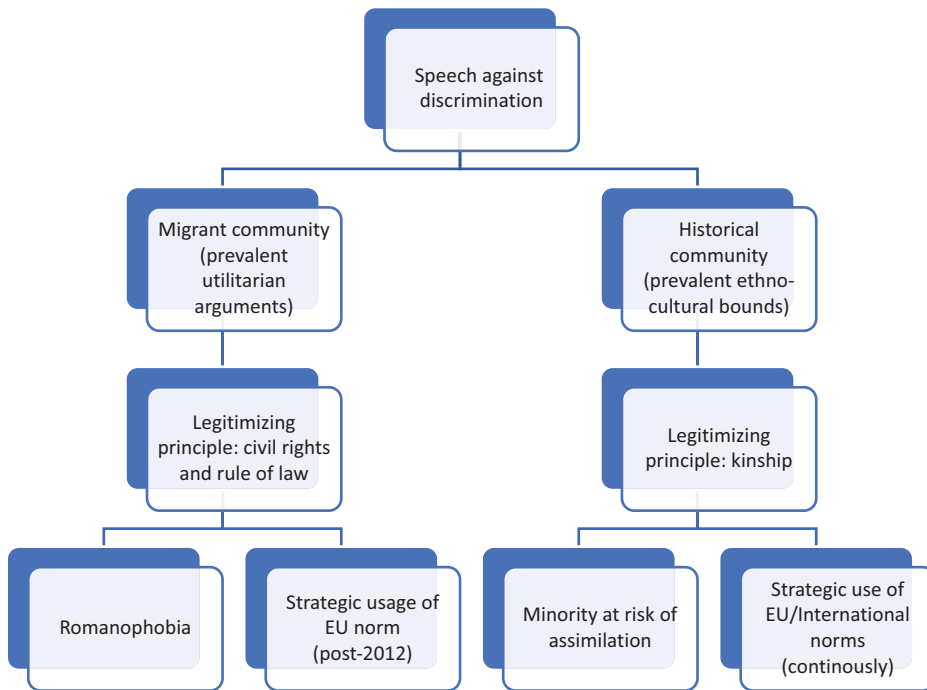 Speech against
discrimination
Migrant community
(prevalent
utilitarian
arguments)
Historical
community
(prevalent ethno-
cultural bounds)
Legitimizing
principle: civil rights
and rule of law
Legitimizing
principle: kinship
Romanophobia
Strategic usage of
EU norm
(post-2012)
Minority at risk of
assimilation
Strategic use of
EU/International
norms
(continously)